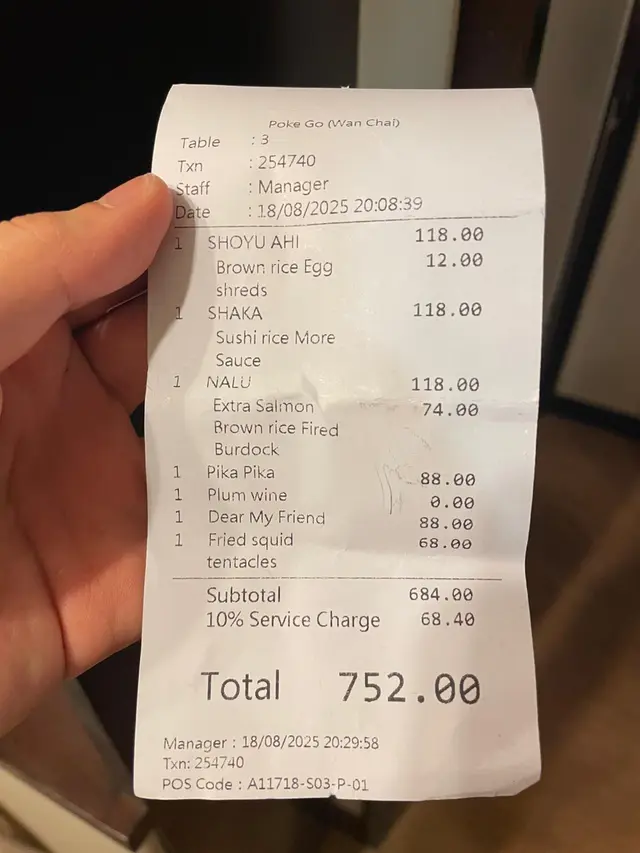 Poke Go (Wan Chai)
Table : 3
Txn : 254740
Staff : Manager
Date : 18/08/2025 20:08:39
1 SHOYU AHI 118.00
Brown rice Egg 12.00
shreds
1 SHAKA 118.00
Sushi rice More
Sauce
1 NALU 118.00
Extra Salmon 74.00
Brown rice Fired
Burdock
1 Pika Pika 88.00
1 Plum wine 0.00
1 Dear My Friend 88.00
1 Fried squid 68.00
tentacles
Subtotal 684.00
10% Service Charge 68.40
Total 752.00
Manager : 18/08/2025 20:29:58
Txn: 254740
POS Code : A11718-S03-P-01